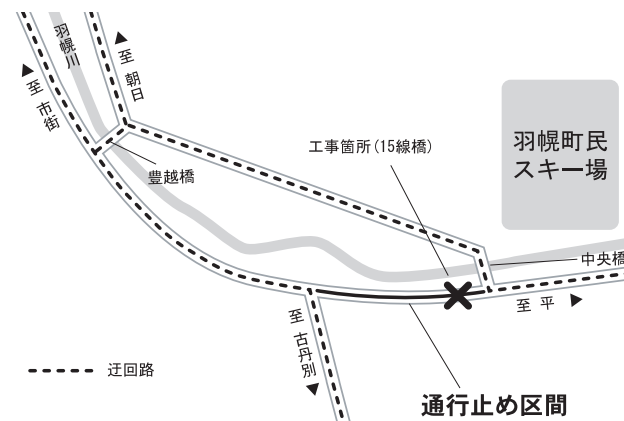 羽幌川
▲至 朝日
▲至 市街
豊越橋
工事箇所(15線橋)
羽幌町民
スキー場
中央橋
至 平 ▶
至 古丹別 ▼
迂回路
通行止め区間